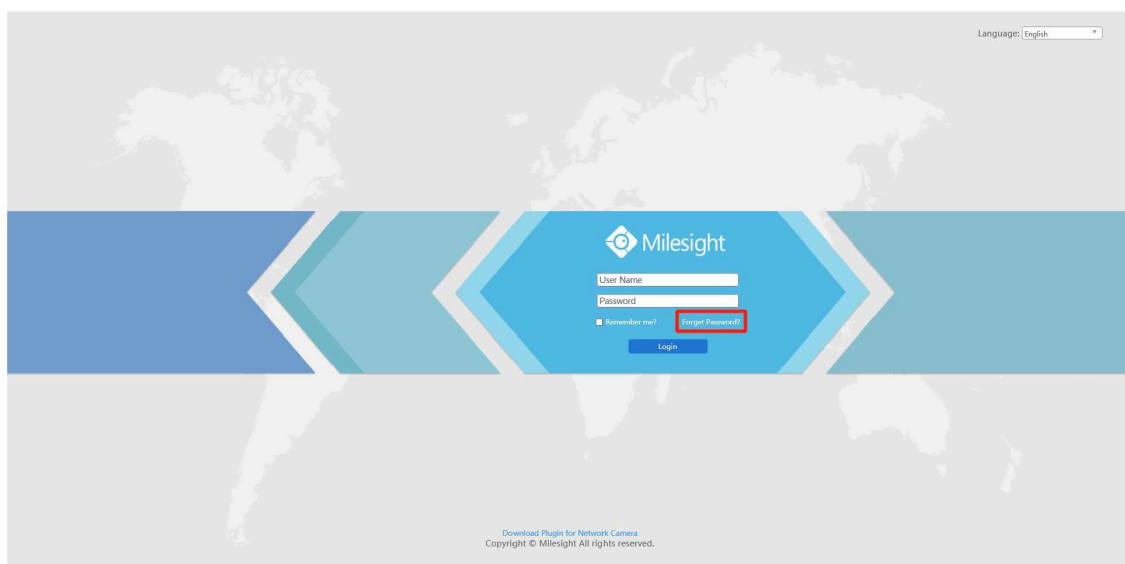 Language: English
Milesight
User Name
Password
Remember me? Forget Password?
Login
Download Plugin for Network Camera
Copyright © Milesight All rights reserved.